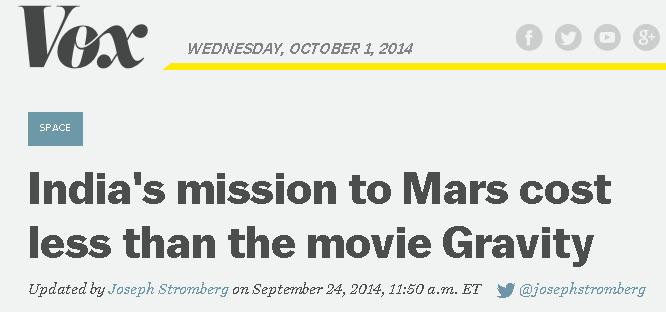 Vox
WEDNESDAY, OCTOBER 1, 2014
f
g+
SPACE
India's mission to Mars cost
less than the movie Gravity
Updated by Joseph Stromberg on September 24, 2014, 11:50 a.m. ET @josephstromberg